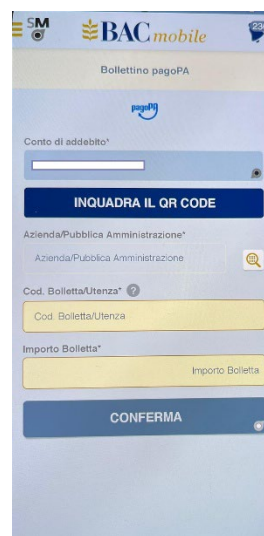 SM
BAC mobile
23
Bollettino pagoPA
pagoPA
Conto di addebito*
INQUADRA IL QR CODE
Azienda/Pubblica Amministrazione*
Azienda/Pubblica Amministrazione
Cod. Bolletta/Utenza* ?
Cod. Bolletta/Utenza
Importo Bolletta*
Importo Bolletta
CONFERMA